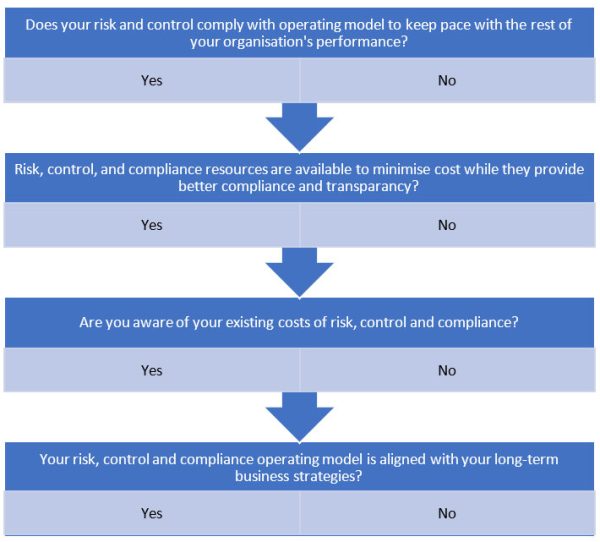 Does your risk and control comply with operating model to keep pace with the rest of
your organisation's performance?
Yes
No
Risk, control, and compliance resources are available to minimise cost while they provide
better compliance and transparancy?
Yes
No
Are you aware of your existing costs of risk, control and compliance?
Yes
No
Your risk, control and compliance operating model is aligned with your long-term
business strategies?
Yes
No